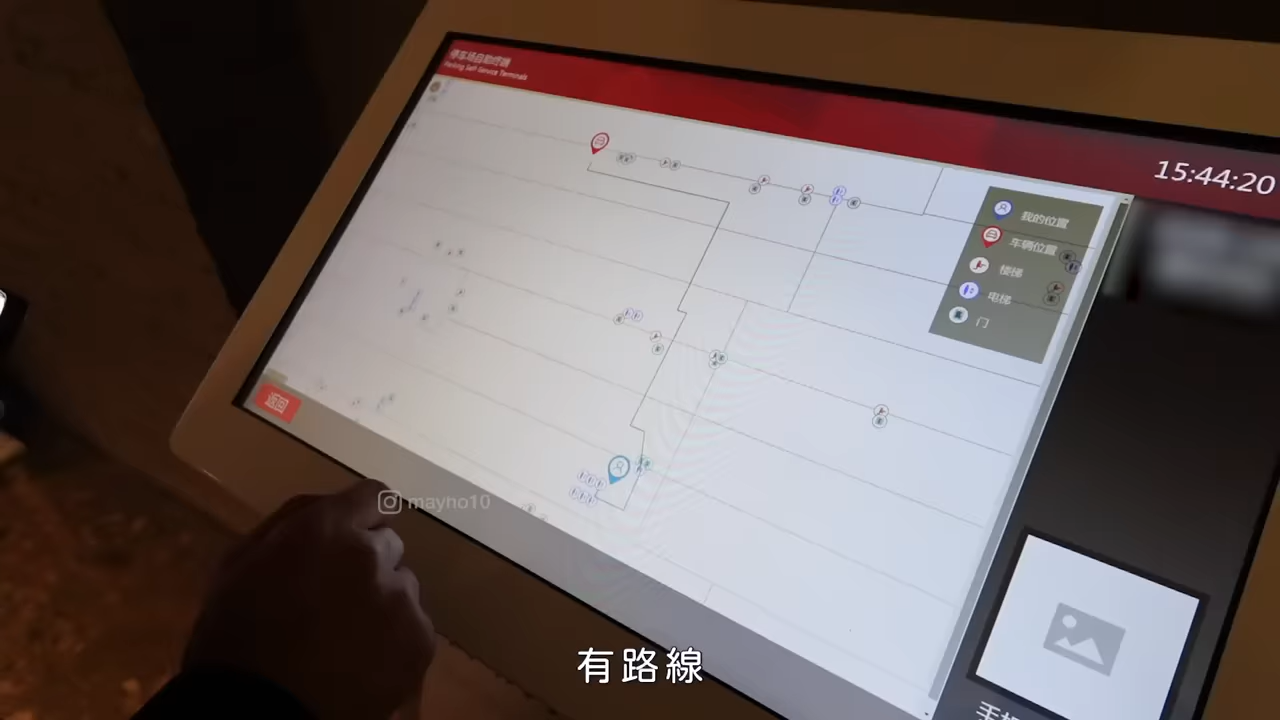 停车场自助终端
Parking Self-Service Terminals
15:44:20
我的位置
车辆位置
楼梯
电梯
门
返回
mayho10
有路線